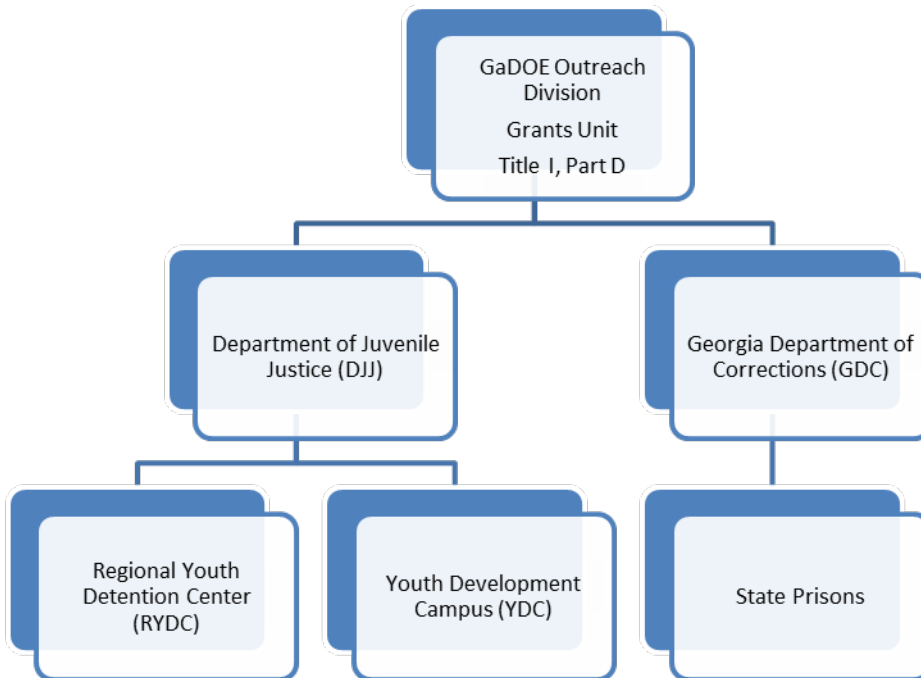 GaDOE Outreach
Division
Grants Unit
Title I, Part D
Department of Juvenile
Justice (DJJ)
Georgia Department of
Corrections (GDC)
Regional Youth
Detention Center
(RYDC)
Youth Development
Campus (YDC)
State Prisons